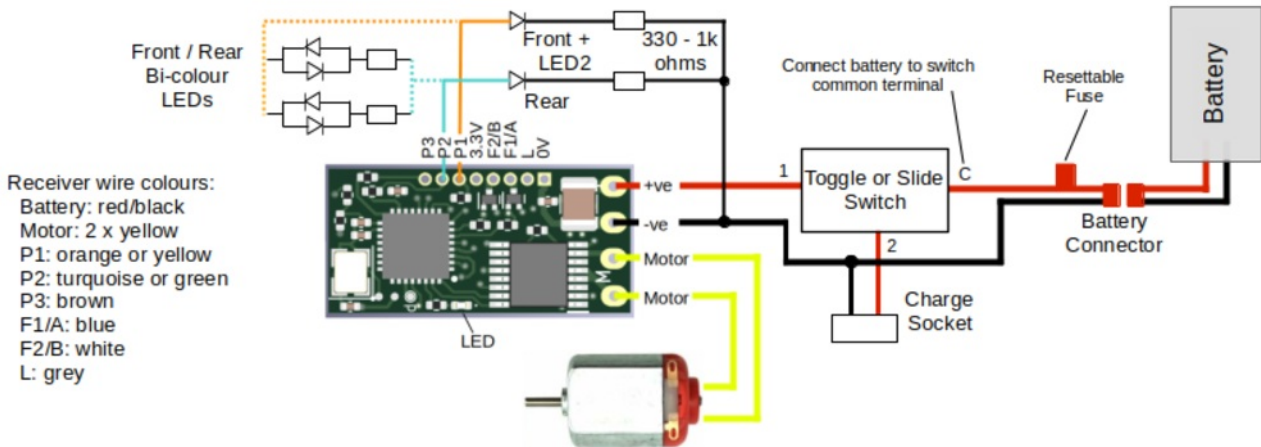 Front / Rear
Bi-colour
LEDs
Front +
LED2
330 - 1k
ohms
Rear
Connect battery to switch
common terminal
Resettable
Fuse
Battery
P3
P2
P1
3.3V
F2/B
F1/A
L
0V
+ve
-ve
Motor
Motor
M
LED
1
Toggle or Slide
Switch
C
2
Battery
Connector
Charge
Socket
Receiver wire colours:
Battery: red/black
Motor: 2 x yellow
P1: orange or yellow
P2: turquoise or green
P3: brown
F1/A: blue
F2/B: white
L: grey